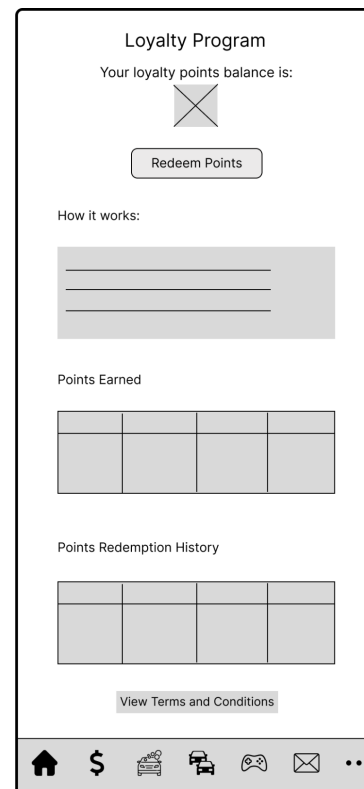 Loyalty Program
Your loyalty points balance is:
Redeem Points
How it works:
Points Earned
Points Redemption History
View Terms and Conditions
$